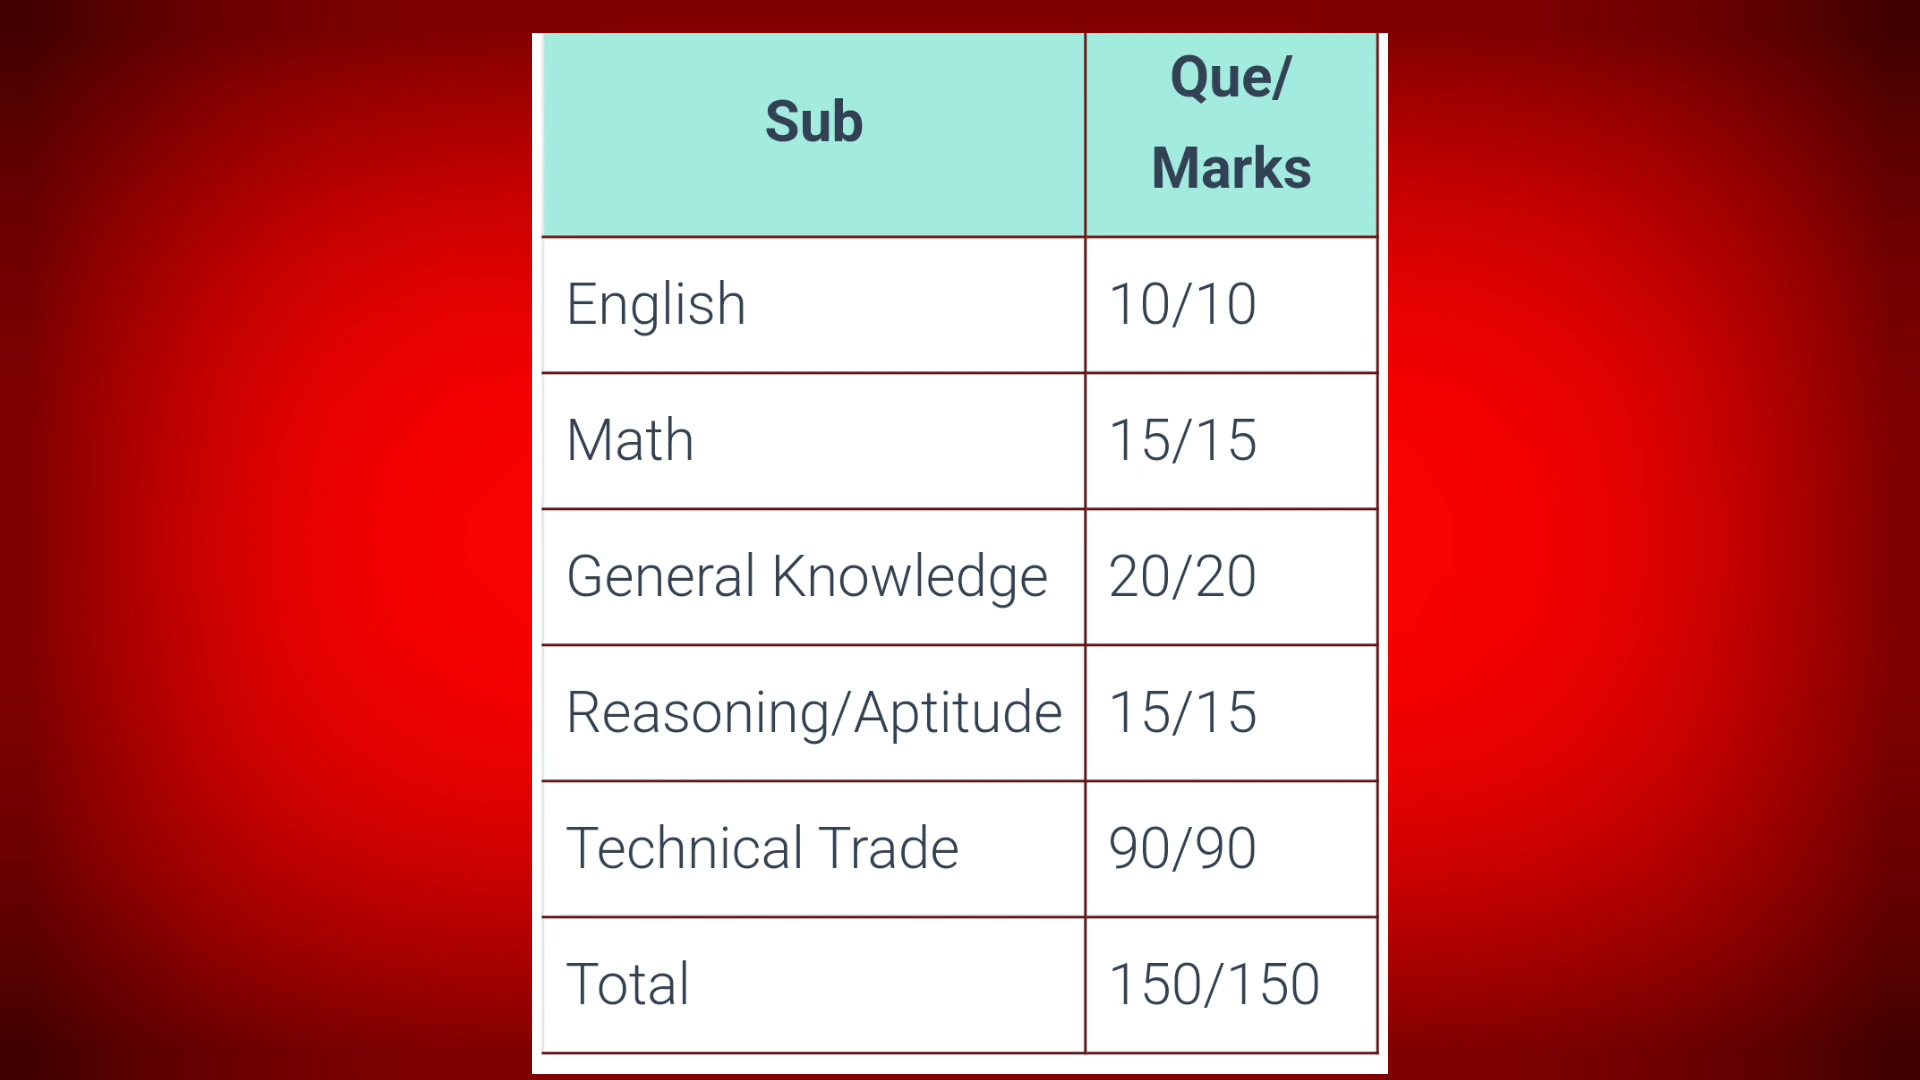 Sub
Que/
Marks
English 10/10
Math 15/15
General Knowledge 20/20
Reasoning/Aptitude 15/15
Technical Trade 90/90
Total 150/150